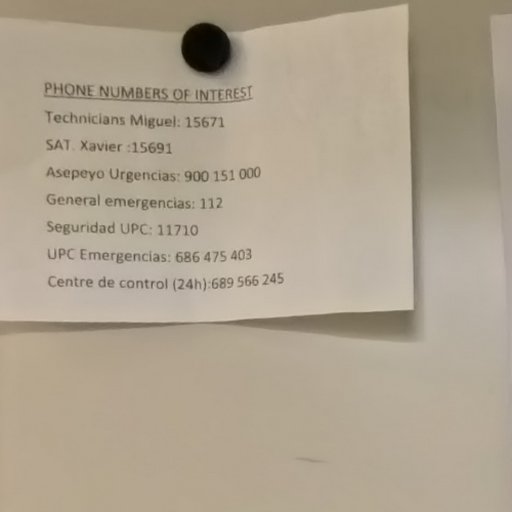 PHONE NUMBERS OF INTEREST
Technicians Miguel: 15671
SAT. Xavier :15691
Asepeyo Urgencias: 900 151 000
General emergencias: 112
Seguridad UPC: 11710
UPC Emergencias: 686 475 403
Centre de control (24h):689 566 245